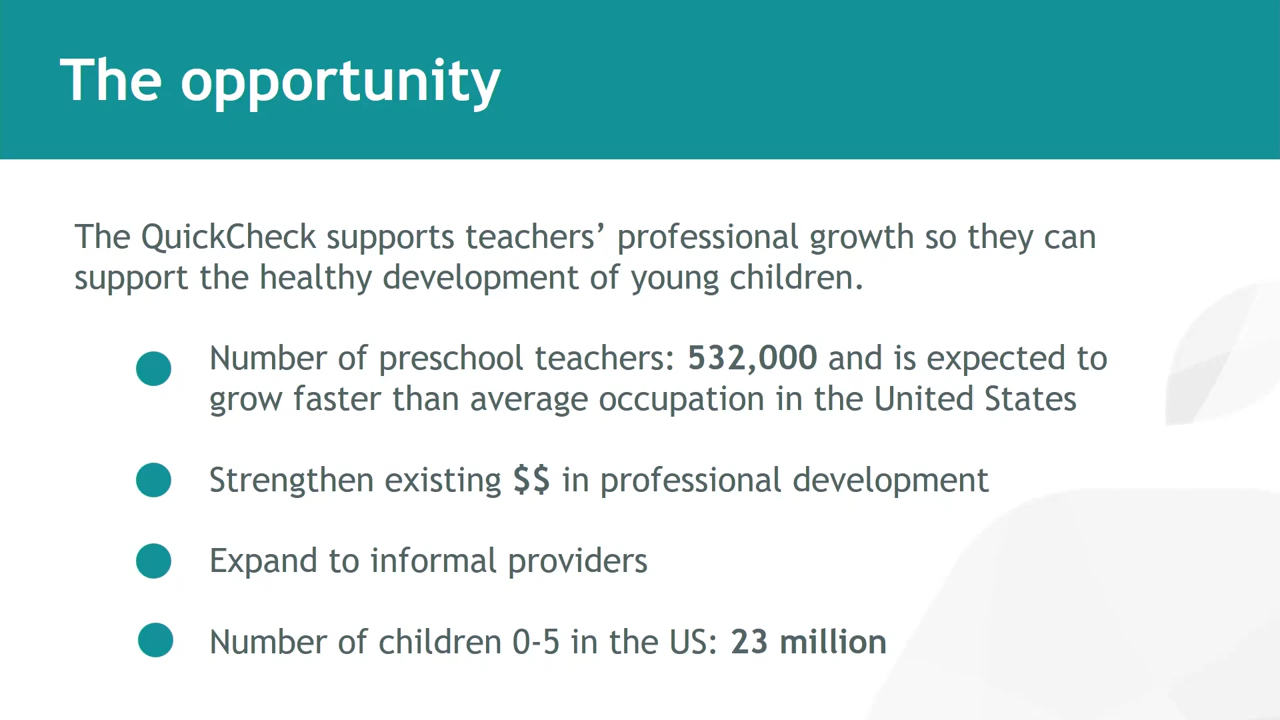 The opportunity
The QuickCheck supports teachers’ professional growth so they can
support the healthy development of young children.
Number of preschool teachers: 532,000 and is expected to
grow faster than average occupation in the United States
Strengthen existing $$ in professional development
Expand to informal providers
Number of children 0-5 in the US: 23 million